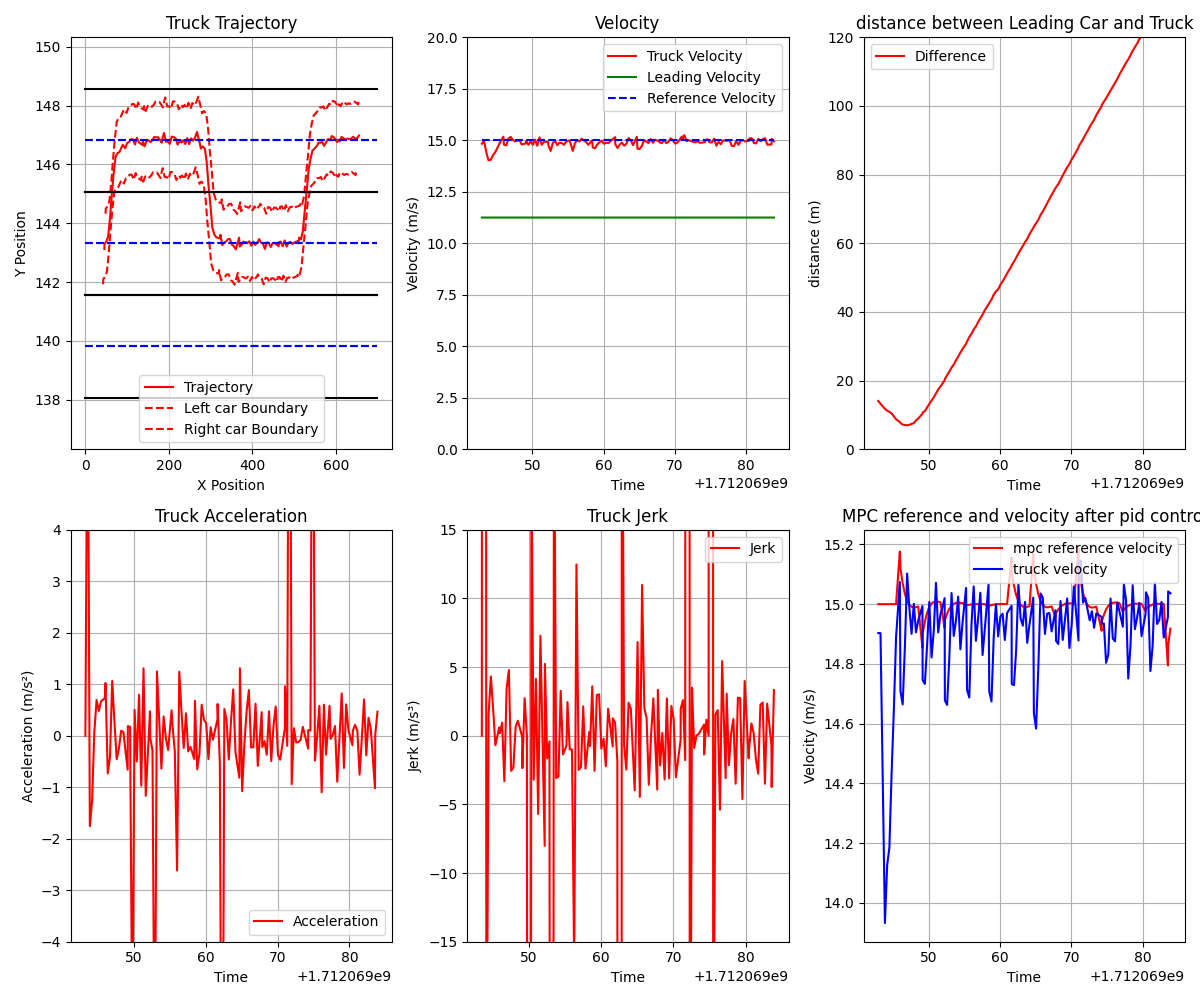 Truck Trajectory
150
148
146
144
142
140
138
Y Position
0
200
400
600
X Position
Trajectory
Left car Boundary
Right car Boundary
Velocity
20.0
17.5
15.0
12.5
10.0
7.5
5.0
2.5
0.0
Velocity (m/s)
Truck Velocity
Leading Velocity
Reference Velocity
50
60
70
80
Time
+1.712069e9
distance between Leading Car and Truck
120
100
80
60
40
20
0
distance (m)
Difference
50
60
70
80
Time
+1.712069e9
Truck Acceleration
4
3
2
1
0
−1
−2
−3
−4
Acceleration (m/s²)
Acceleration
50
60
70
80
Time
+1.712069e9
Truck Jerk
15
10
5
0
−5
−10
−15
Jerk (m/s³)
Jerk
50
60
70
80
Time
+1.712069e9
MPC reference and velocity after pid contro
15.2
15.0
14.8
14.6
14.4
14.2
14.0
Velocity (m/s)
mpc reference velocity
truck velocity
50
60
70
80
Time
+1.712069e9